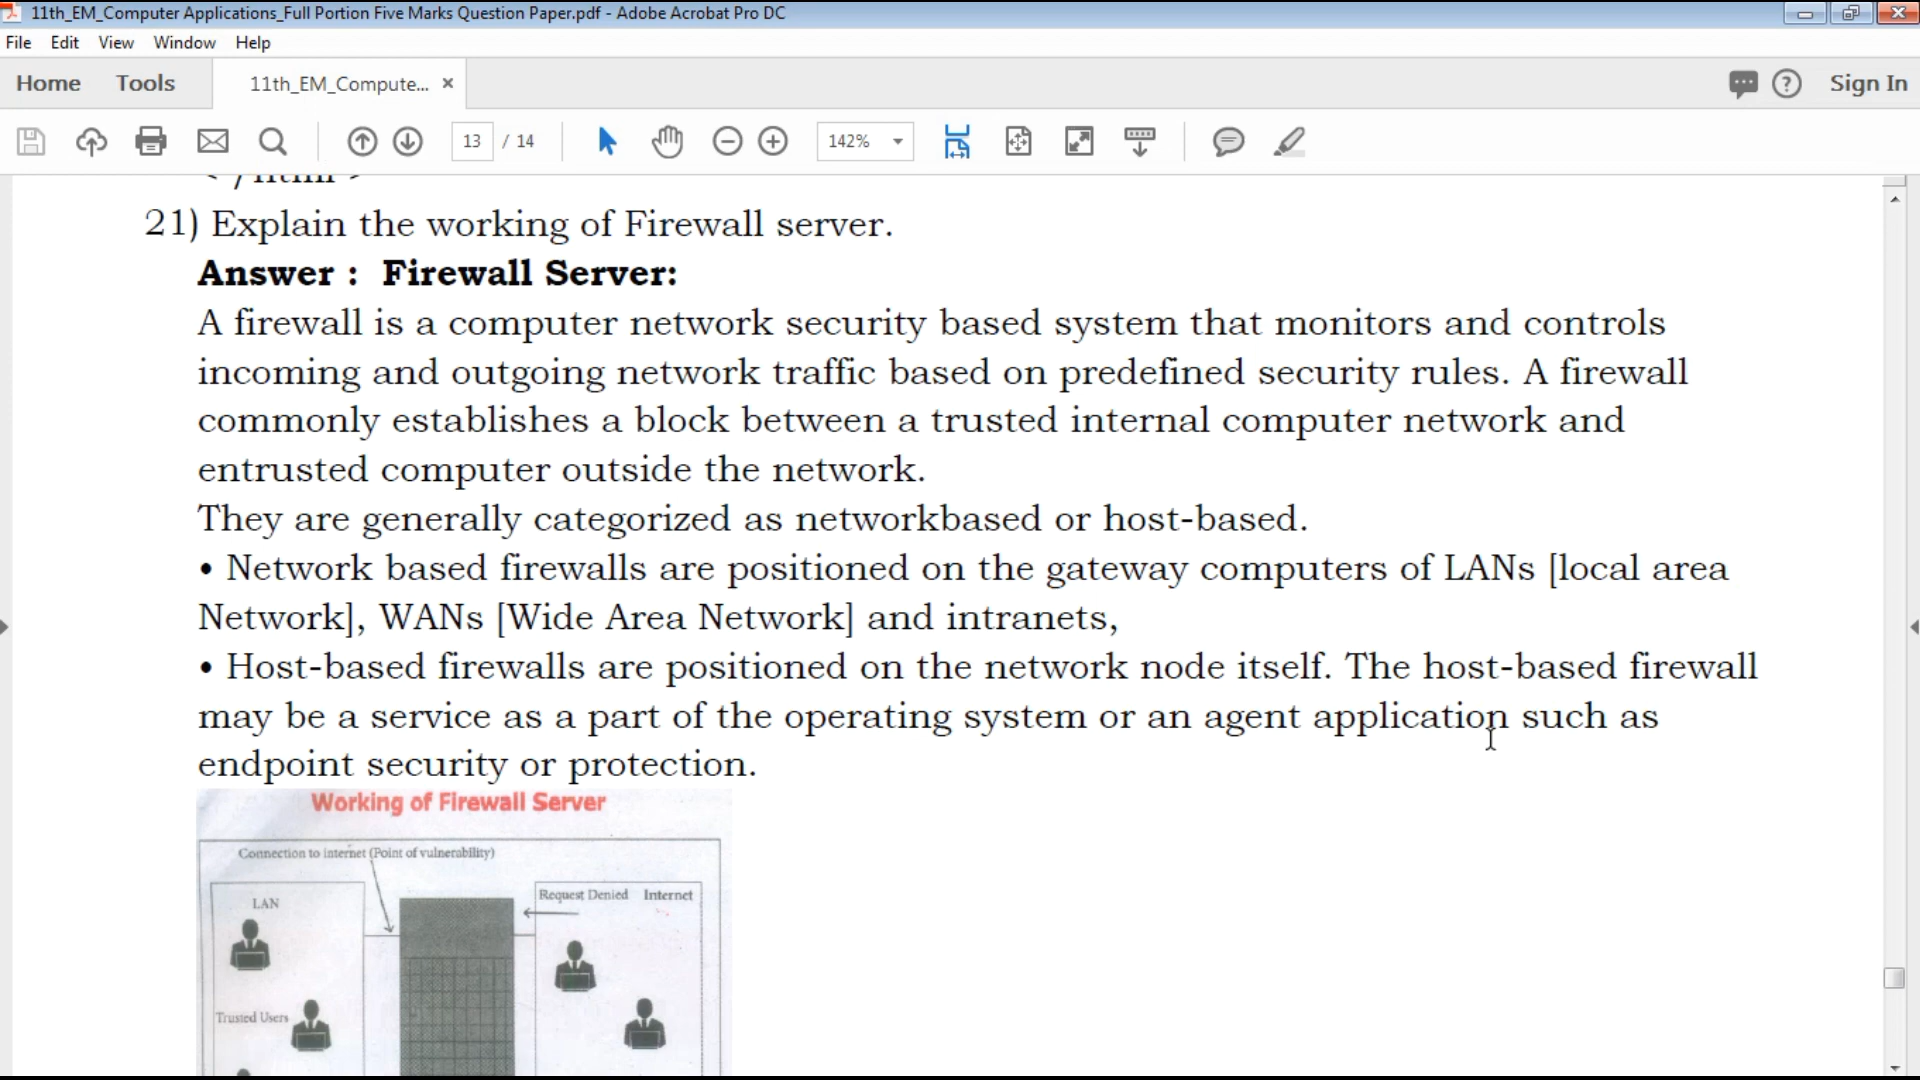 11th_EM_Computer Applications_Full Portion Five Marks Question Paper.pdf - Adobe Acrobat Pro DC
File Edit View Window Help
Home Tools 11th_EM_Compute... × Sign In
13 / 14 142%
</html>
21) Explain the working of Firewall server.
Answer : Firewall Server:
A firewall is a computer network security based system that monitors and controls
incoming and outgoing network traffic based on predefined security rules. A firewall
commonly establishes a block between a trusted internal computer network and
entrusted computer outside the network.
They are generally categorized as networkbased or host-based.
• Network based firewalls are positioned on the gateway computers of LANs [local area
Network], WANs [Wide Area Network] and intranets,
• Host-based firewalls are positioned on the network node itself. The host-based firewall
may be a service as a part of the operating system or an agent application such as
endpoint security or protection.
Working of Firewall Server
Connection to internet (Point of vulnerability)
LAN
Request Denied Internet
Trusted Users